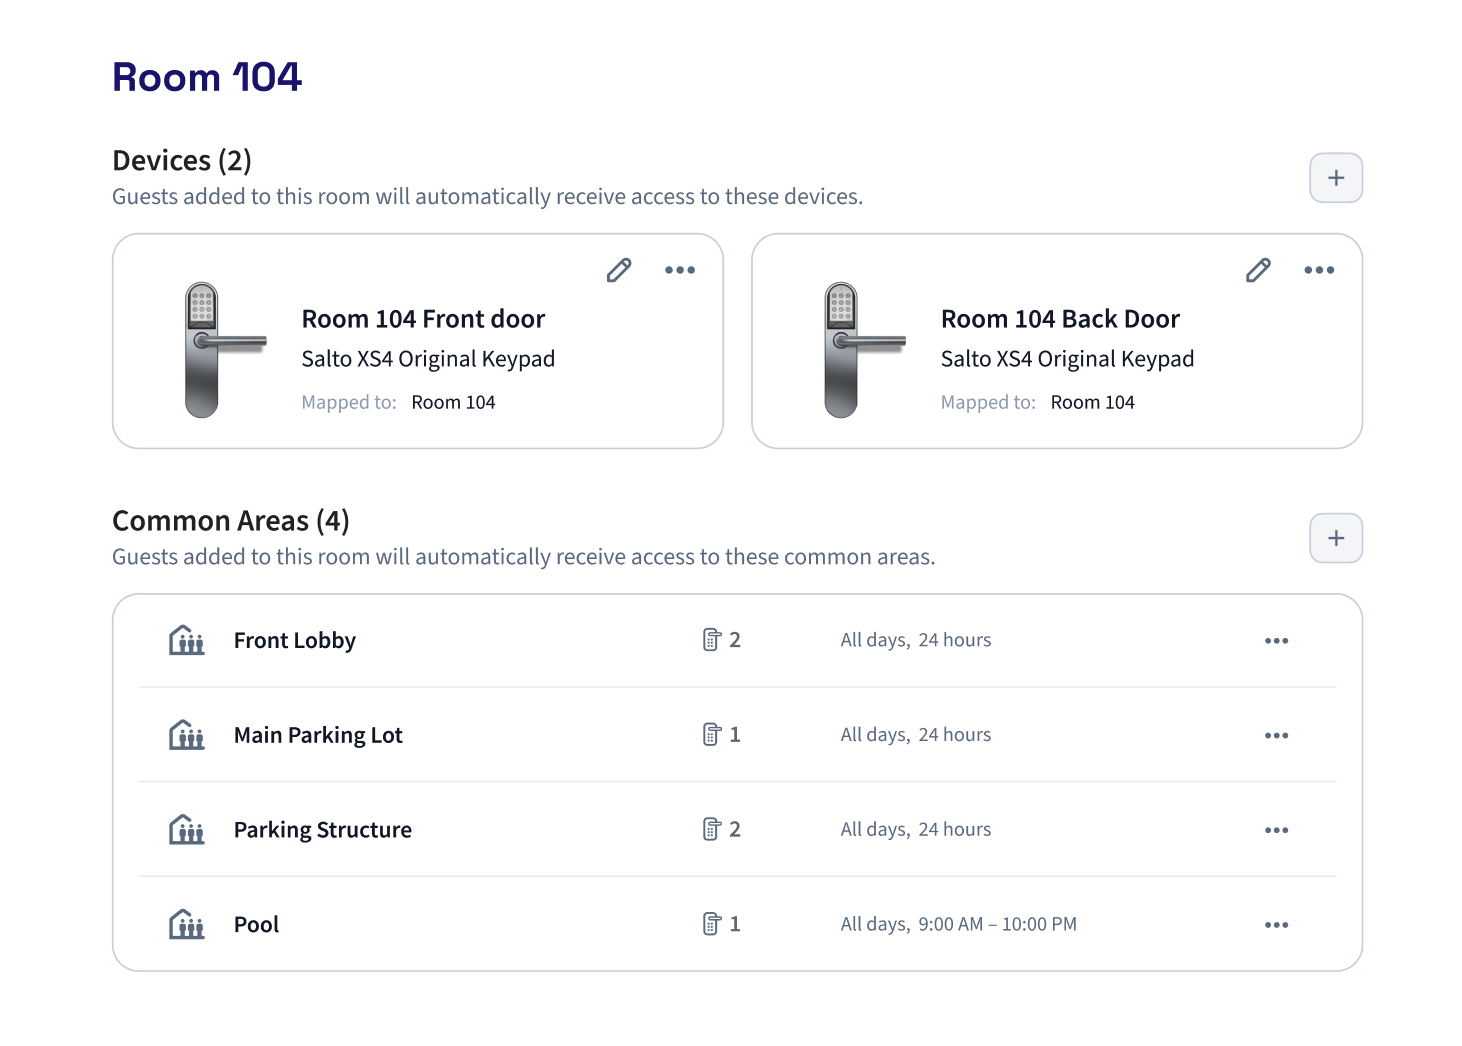 Room 104
Devices (2)
Guests added to this room will automatically receive access to these devices.
Room 104 Front door
Salto XS4 Original Keypad
Mapped to: Room 104
Room 104 Back Door
Salto XS4 Original Keypad
Mapped to: Room 104
Common Areas (4)
Guests added to this room will automatically receive access to these common areas.
Front Lobby 2 All days, 24 hours
Main Parking Lot 1 All days, 24 hours
Parking Structure 2 All days, 24 hours
Pool 1 All days, 9:00 AM – 10:00 PM